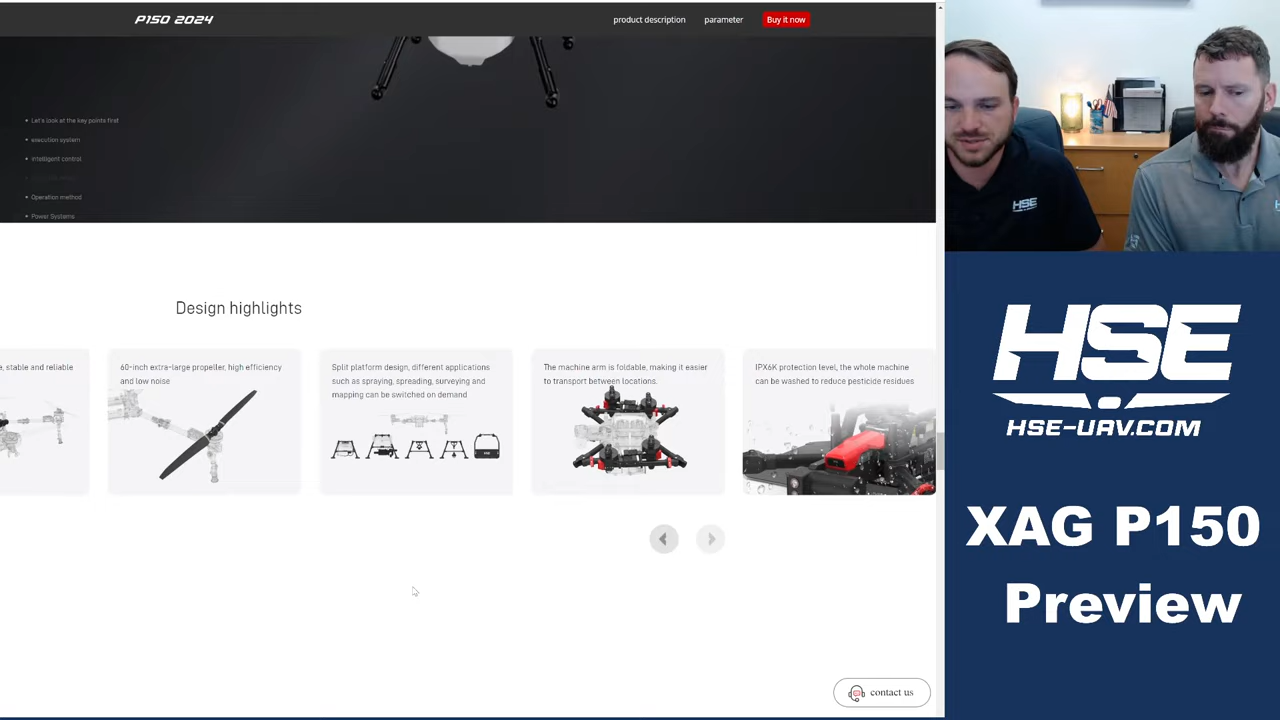 P150 2024
product description
parameter
Buy it now
Let's look at the key points first
execution system
intelligent control
Operation method
Power Systems
Design highlights
, stable and reliable
60-inch extra-large propeller, high efficiency
and low noise
Split platform design, different applications
such as spraying, spreading, surveying and
mapping can be switched on demand
The machine arm is foldable, making it easier
to transport between locations.
IPX6K protection level, the whole machine
can be washed to reduce pesticide residues
contact us
HSE
HSE
HSE-UAV.COM
XAG P150
Preview